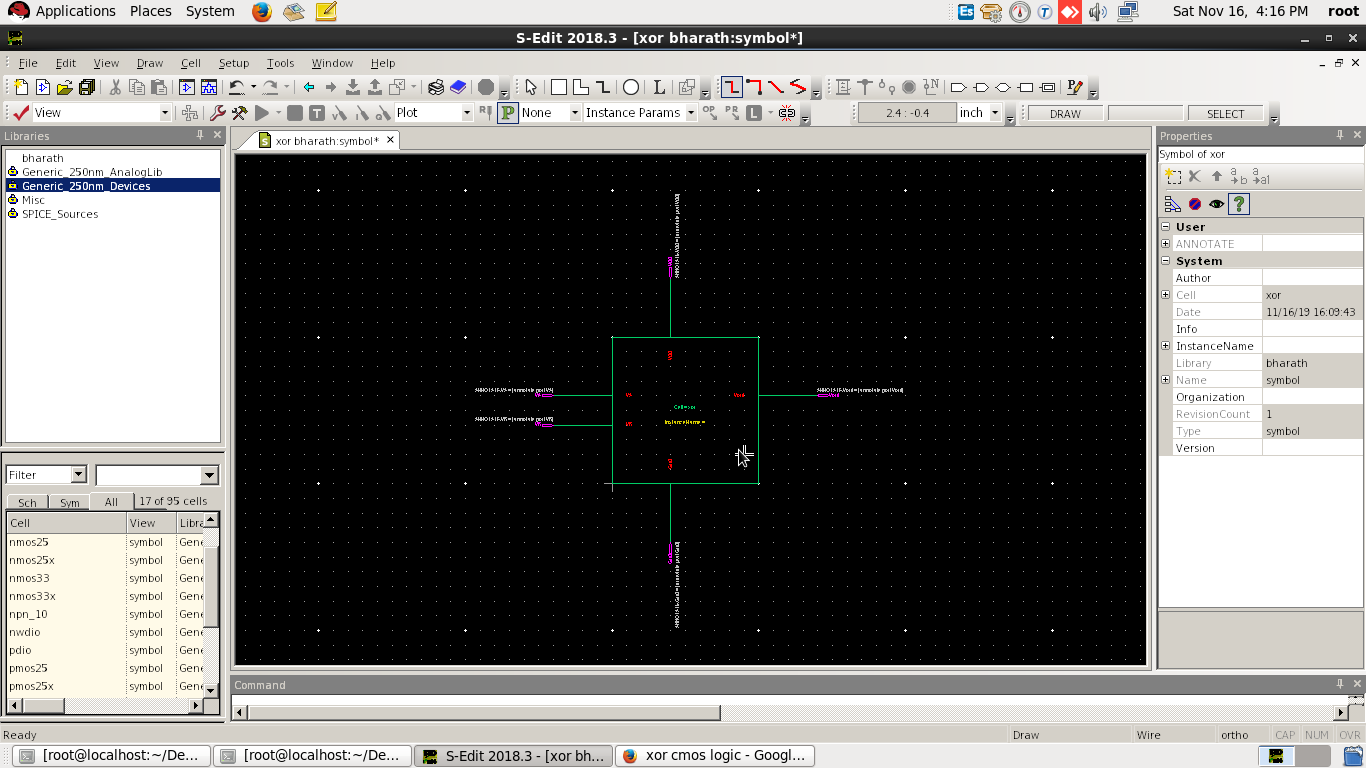 Applications Places System Sat Nov 16, 4:16 PM root
S-Edit 2018.3 - [xor bharath:symbol*]
File Edit View Draw Cell Setup Tools Window Help
View Plot None Instance Params 2.4 : -0.4 inch DRAW SELECT
Libraries
xor bharath:symbol*
Properties
bharath
Generic_250nm_AnalogLib
Generic_250nm_Devices
Misc
SPICE_Sources
Filter
Sch Sym All 17 of 95 cells
Cell View Libra
nmos25 symbol Gene
nmos25x symbol Gene
nmos33 symbol Gene
nmos33x symbol Gene
npn_10 symbol Gene
nwdio symbol Gene
pdio symbol Gene
pmos25 symbol Gene
pmos25x symbol Gene
Cell=xor
InstanceName=
Vout
Symbol of xor
User
ANNOTATE
System
Author
Cell xor
Date 11/16/19 16:09:43
Info
InstanceName
Library bharath
Name symbol
Organization
RevisionCount 1
Type symbol
Version
Command
Ready Draw Wire ortho CAP NUM OVR
[root@localhost:~/De... [root@localhost:~/De... S-Edit 2018.3 - [xor bh... xor cmos logic - Googl...